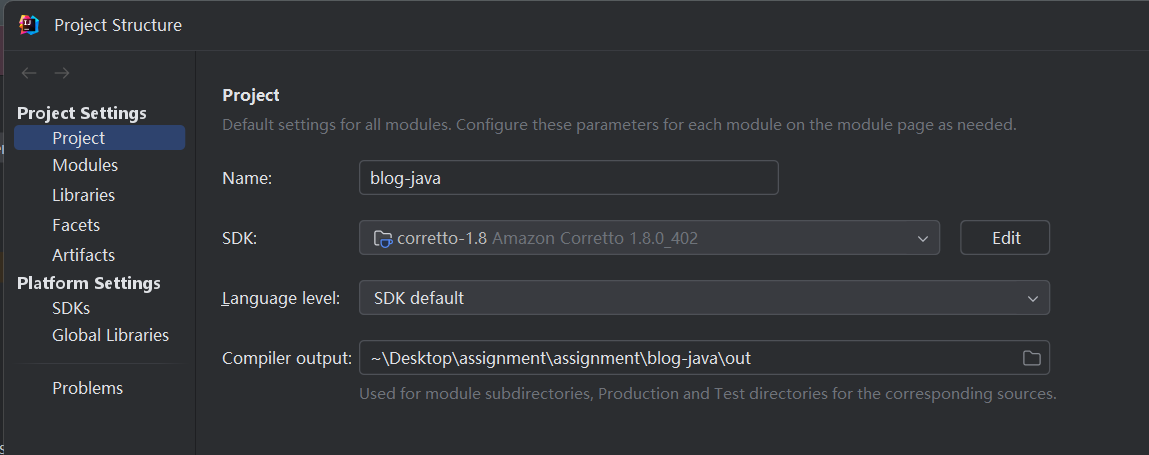 Project Structure
Project Settings
Project
Modules
Libraries
Facets
Artifacts
Platform Settings
SDKs
Global Libraries
Problems
Project
Default settings for all modules. Configure these parameters for each module on the module page as needed.
Name: blog-java
SDK: corretto-1.8 Amazon Corretto 1.8.0_402 Edit
Language level: SDK default
Compiler output: ~\Desktop\assignment\assignment\blog-java\out
Used for module subdirectories, Production and Test directories for the corresponding sources.